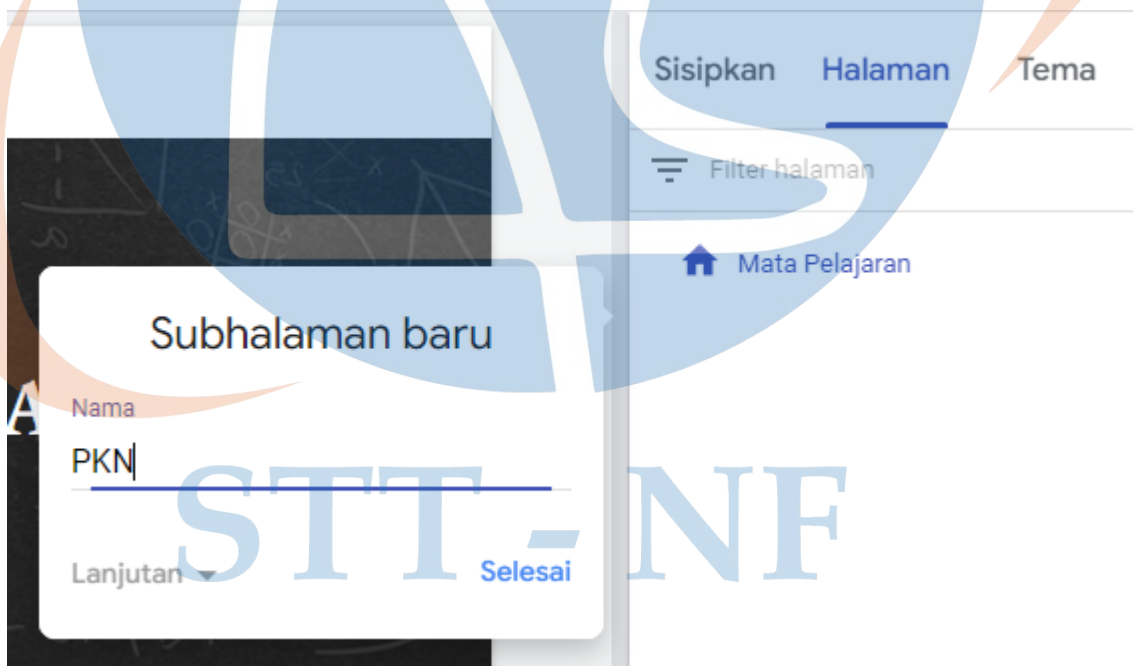 Sisipkan Halaman Tema
Filter halaman
Mata Pelajaran
Subhalaman baru
A
Nama
PKN
Lanjutan
Selesai
STT - NF